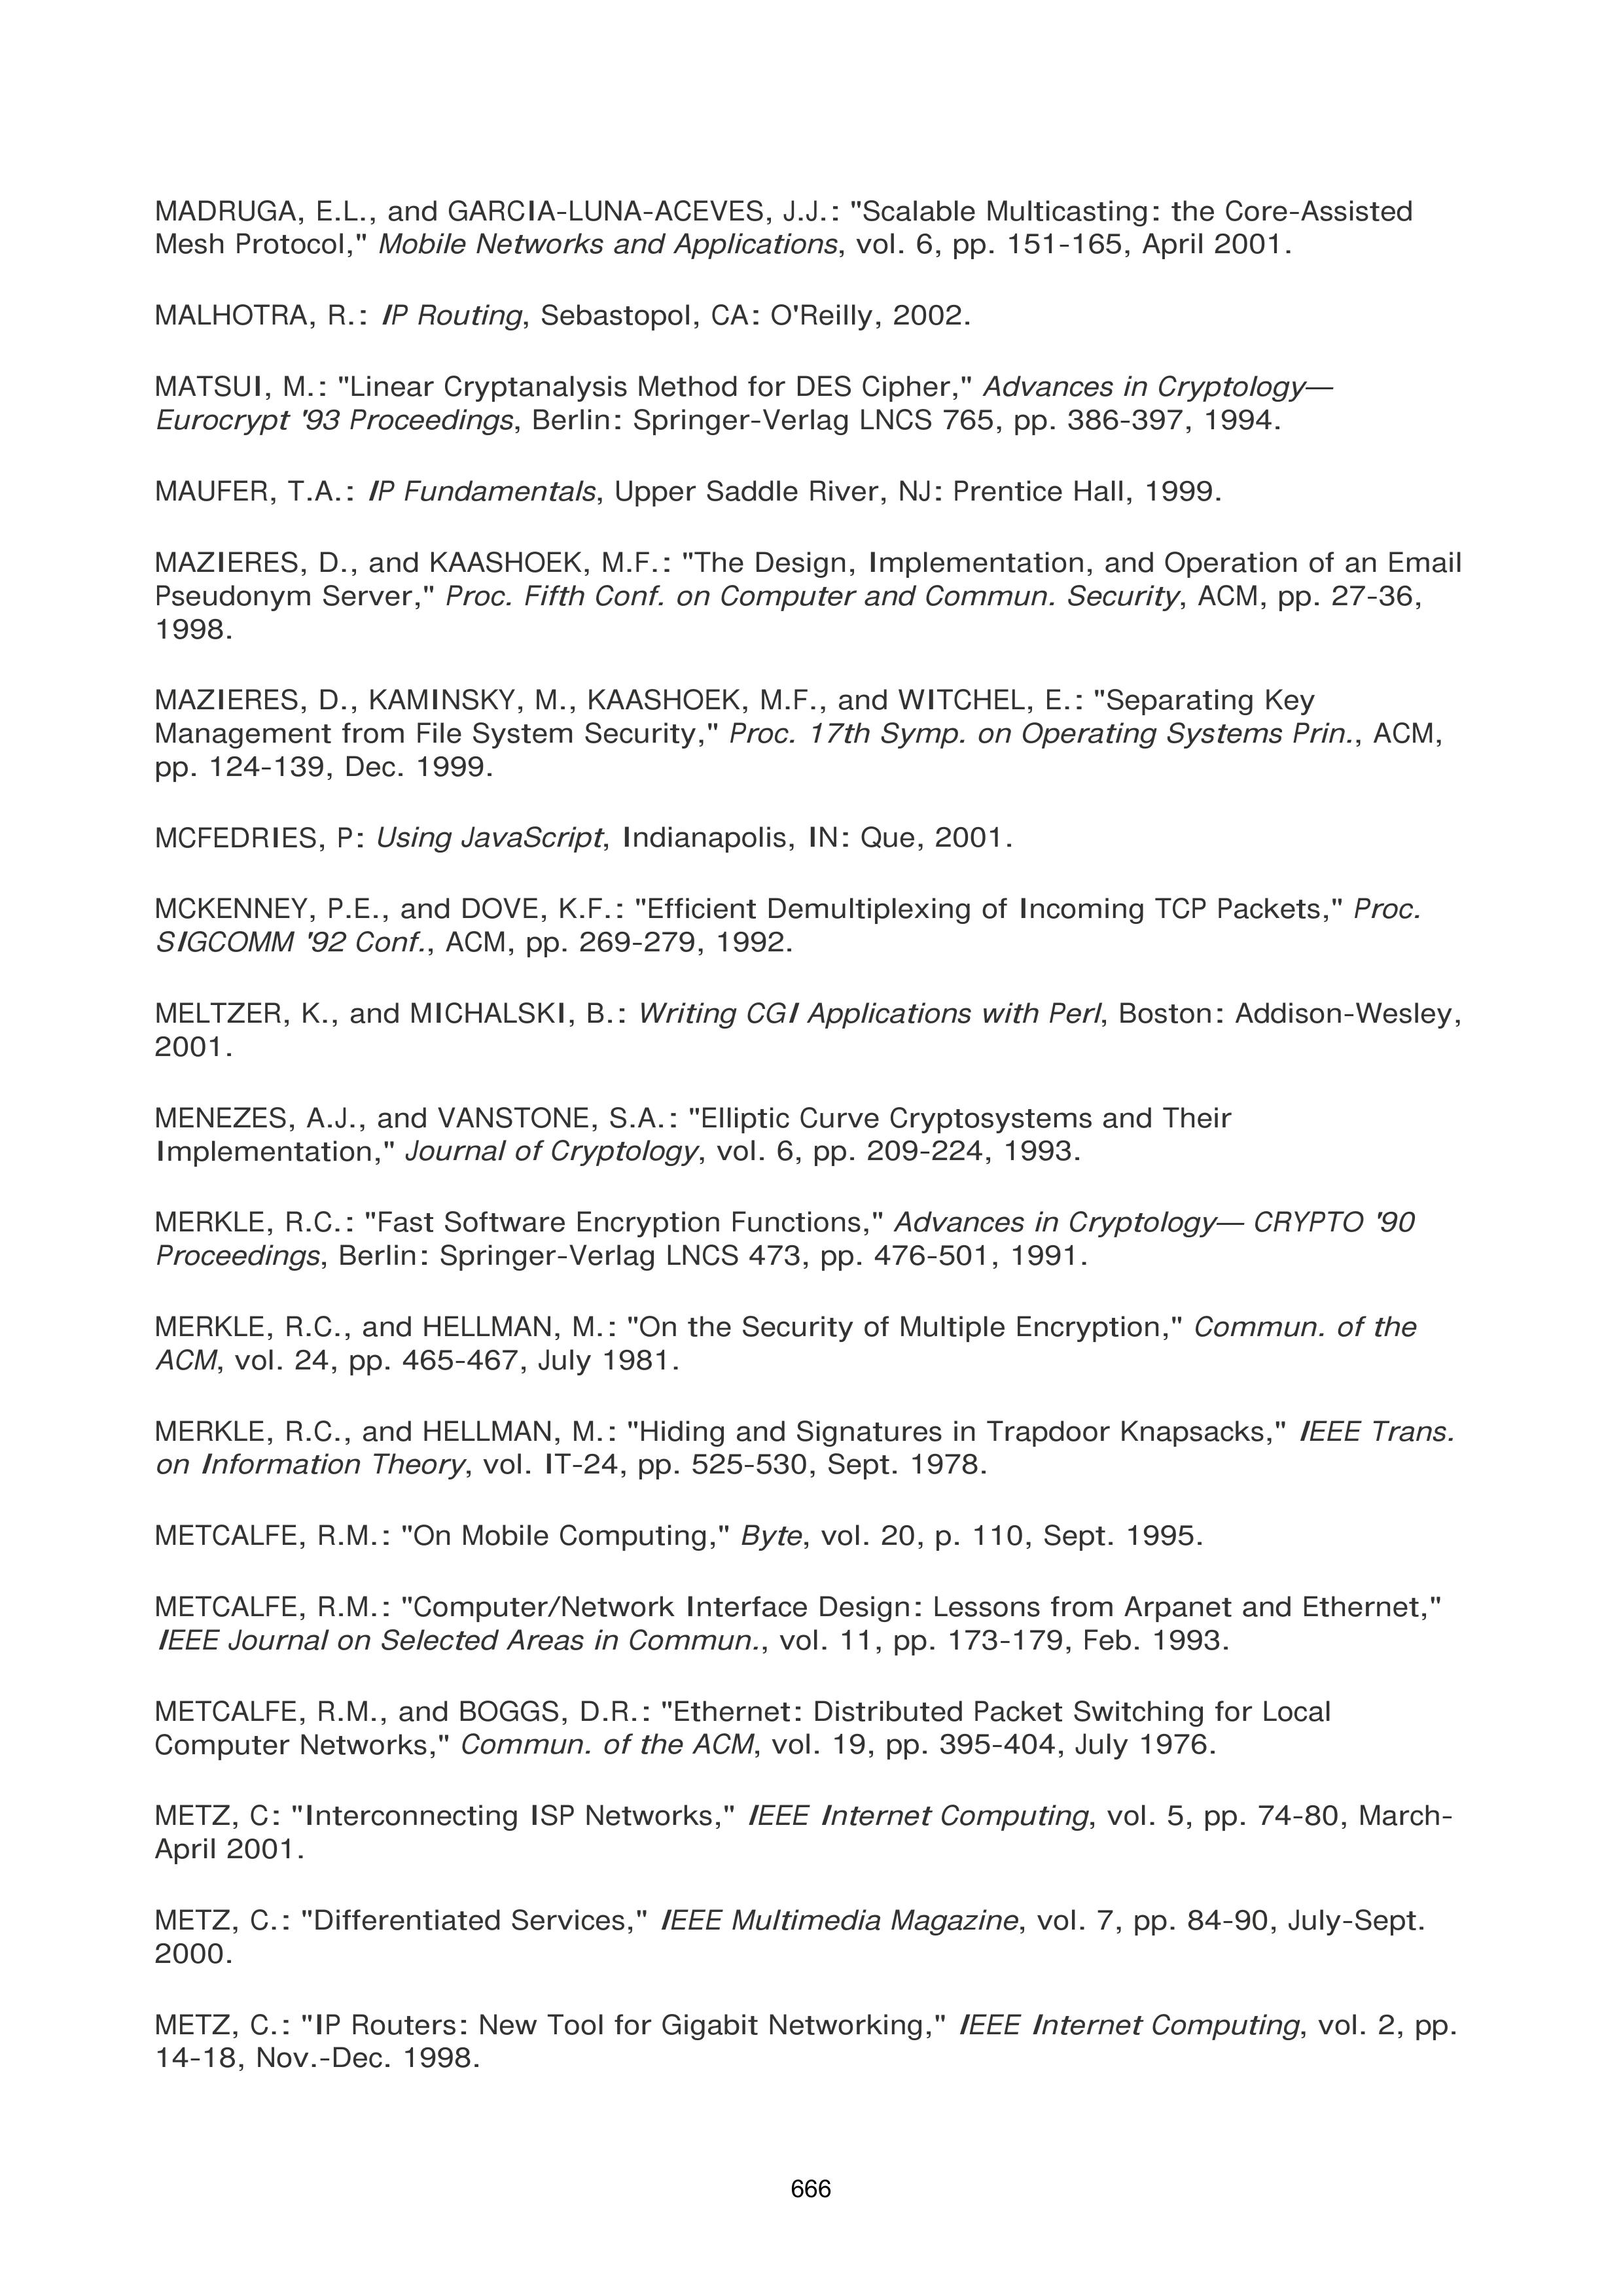 MADRUGA, E.L., and GARCIA-LUNA-ACEVES, J.J.: "Scalable Multicasting: the Core-Assisted
Mesh Protocol," Mobile Networks and Applications, vol. 6, pp. 151-165, April 2001.
MALHOTRA, R.: IP Routing, Sebastopol, CA: O'Reilly, 2002.
MATSUI, M.: "Linear Cryptanalysis Method for DES Cipher," Advances in Cryptology—
Eurocrypt '93 Proceedings, Berlin: Springer-Verlag LNCS 765, pp. 386-397, 1994.
MAUFER, T.A.: IP Fundamentals, Upper Saddle River, NJ: Prentice Hall, 1999.
MAZIERES, D., and KAASHOEK, M.F.: "The Design, Implementation, and Operation of an Email
Pseudonym Server," Proc. Fifth Conf. on Computer and Commun. Security, ACM, pp. 27-36,
1998.
MAZIERES, D., KAMINSKY, M., KAASHOEK, M.F., and WITCHEL, E.: "Separating Key
Management from File System Security," Proc. 17th Symp. on Operating Systems Prin., ACM,
pp. 124-139, Dec. 1999.
MCFEDRIES, P: Using JavaScript, Indianapolis, IN: Que, 2001.
MCKENNEY, P.E., and DOVE, K.F.: "Efficient Demultiplexing of Incoming TCP Packets," Proc.
SIGCOMM '92 Conf., ACM, pp. 269-279, 1992.
MELTZER, K., and MICHALSKI, B.: Writing CGI Applications with Perl, Boston: Addison-Wesley,
2001.
MENEZES, A.J., and VANSTONE, S.A.: "Elliptic Curve Cryptosystems and Their
Implementation," Journal of Cryptology, vol. 6, pp. 209-224, 1993.
MERKLE, R.C.: "Fast Software Encryption Functions," Advances in Cryptology— CRYPTO '90
Proceedings, Berlin: Springer-Verlag LNCS 473, pp. 476-501, 1991.
MERKLE, R.C., and HELLMAN, M.: "On the Security of Multiple Encryption," Commun. of the
ACM, vol. 24, pp. 465-467, July 1981.
MERKLE, R.C., and HELLMAN, M.: "Hiding and Signatures in Trapdoor Knapsacks," IEEE Trans.
on Information Theory, vol. IT-24, pp. 525-530, Sept. 1978.
METCALFE, R.M.: "On Mobile Computing," Byte, vol. 20, p. 110, Sept. 1995.
METCALFE, R.M.: "Computer/Network Interface Design: Lessons from Arpanet and Ethernet,"
IEEE Journal on Selected Areas in Commun., vol. 11, pp. 173-179, Feb. 1993.
METCALFE, R.M., and BOGGS, D.R.: "Ethernet: Distributed Packet Switching for Local
Computer Networks," Commun. of the ACM, vol. 19, pp. 395-404, July 1976.
METZ, C: "Interconnecting ISP Networks," IEEE Internet Computing, vol. 5, pp. 74-80, March-
April 2001.
METZ, C.: "Differentiated Services," IEEE Multimedia Magazine, vol. 7, pp. 84-90, July-Sept.
2000.
METZ, C.: "IP Routers: New Tool for Gigabit Networking," IEEE Internet Computing, vol. 2, pp.
14-18, Nov.-Dec. 1998.
666